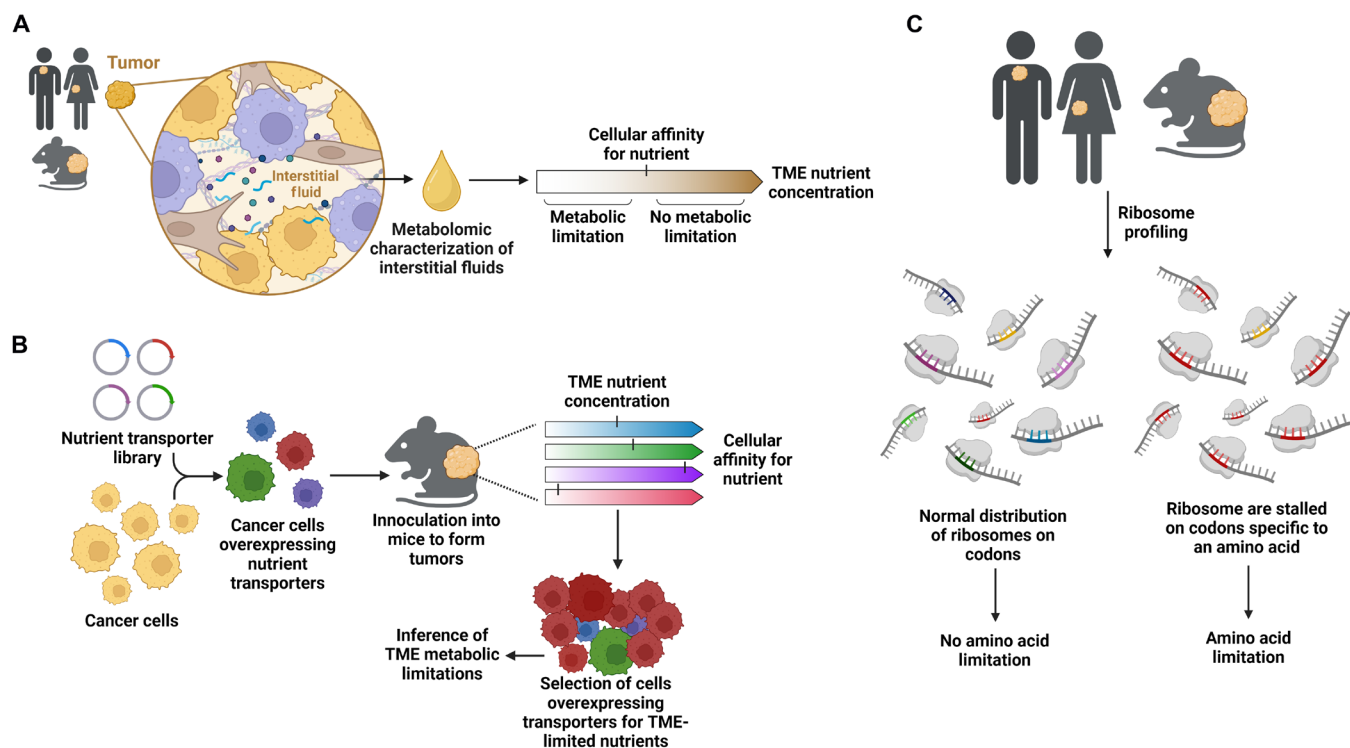 A
Tumor
Interstitial
fluid
Metabolomic
characterization of
interstitial fluids
Cellular affinity
for nutrient
TME nutrient
concentration
Metabolic
limitation
No metabolic
limitation
B
Nutrient transporter
library
Cancer cells
Cancer cells
overexpressing
nutrient
transporters
Innoculation into
mice to form
tumors
TME nutrient
concentration
Cellular
affinity for
nutrient
Selection of cells
overexpressing
transporters for TME-
limited nutrients
Inference of
TME metabolic
limitations
C
Ribosome
profiling
Normal distribution
of ribosomes on
codons
No amino acid
limitation
Ribosome are stalled
on codons specific to
an amino acid
Amino acid
limitation